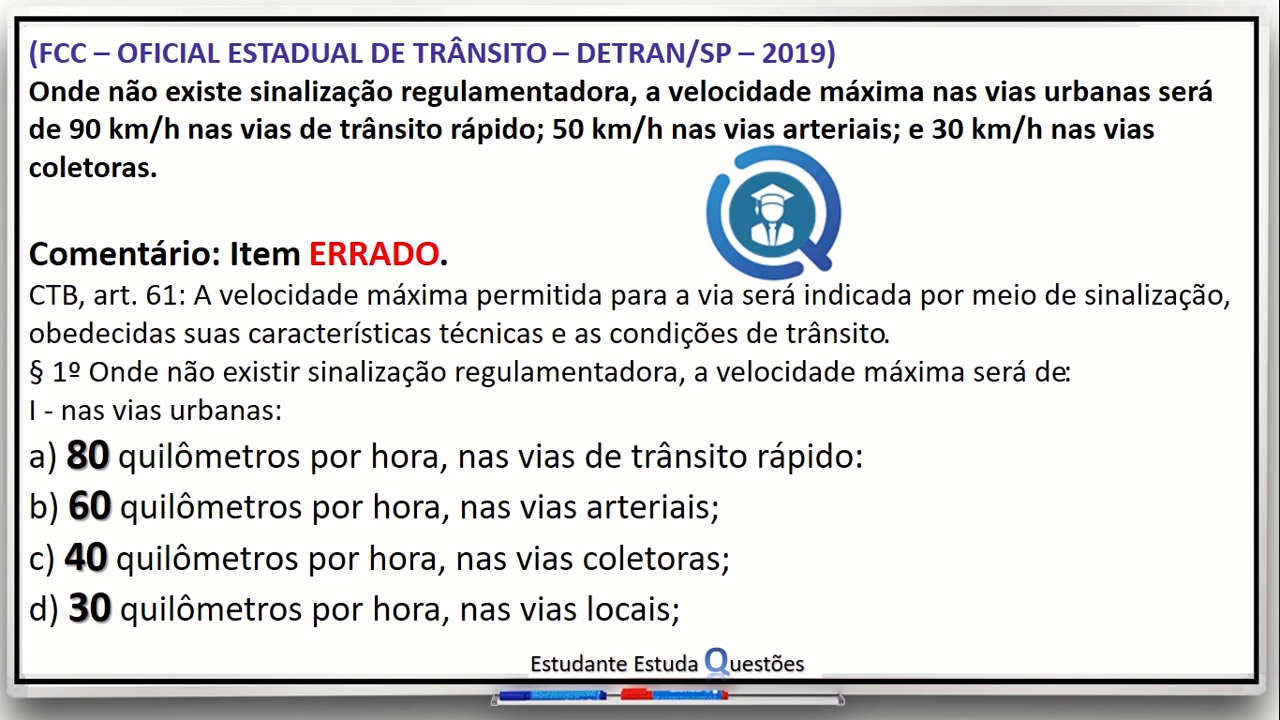 (FCC – OFICIAL ESTADUAL DE TRÂNSITO – DETRAN/SP – 2019)
Onde não existe sinalização regulamentadora, a velocidade máxima nas vias urbanas será
de 90 km/h nas vias de trânsito rápido; 50 km/h nas vias arteriais; e 30 km/h nas vias
coletoras.
Comentário: Item ERRADO.
CTB, art. 61: A velocidade máxima permitida para a via será indicada por meio de sinalização,
obedecidas suas características técnicas e as condições de trânsito.
§ 1º Onde não existir sinalização regulamentadora, a velocidade máxima será de:
I - nas vias urbanas:
a) 80 quilômetros por hora, nas vias de trânsito rápido:
b) 60 quilômetros por hora, nas vias arteriais;
c) 40 quilômetros por hora, nas vias coletoras;
d) 30 quilômetros por hora, nas vias locais;
Estudante Estuda Questões